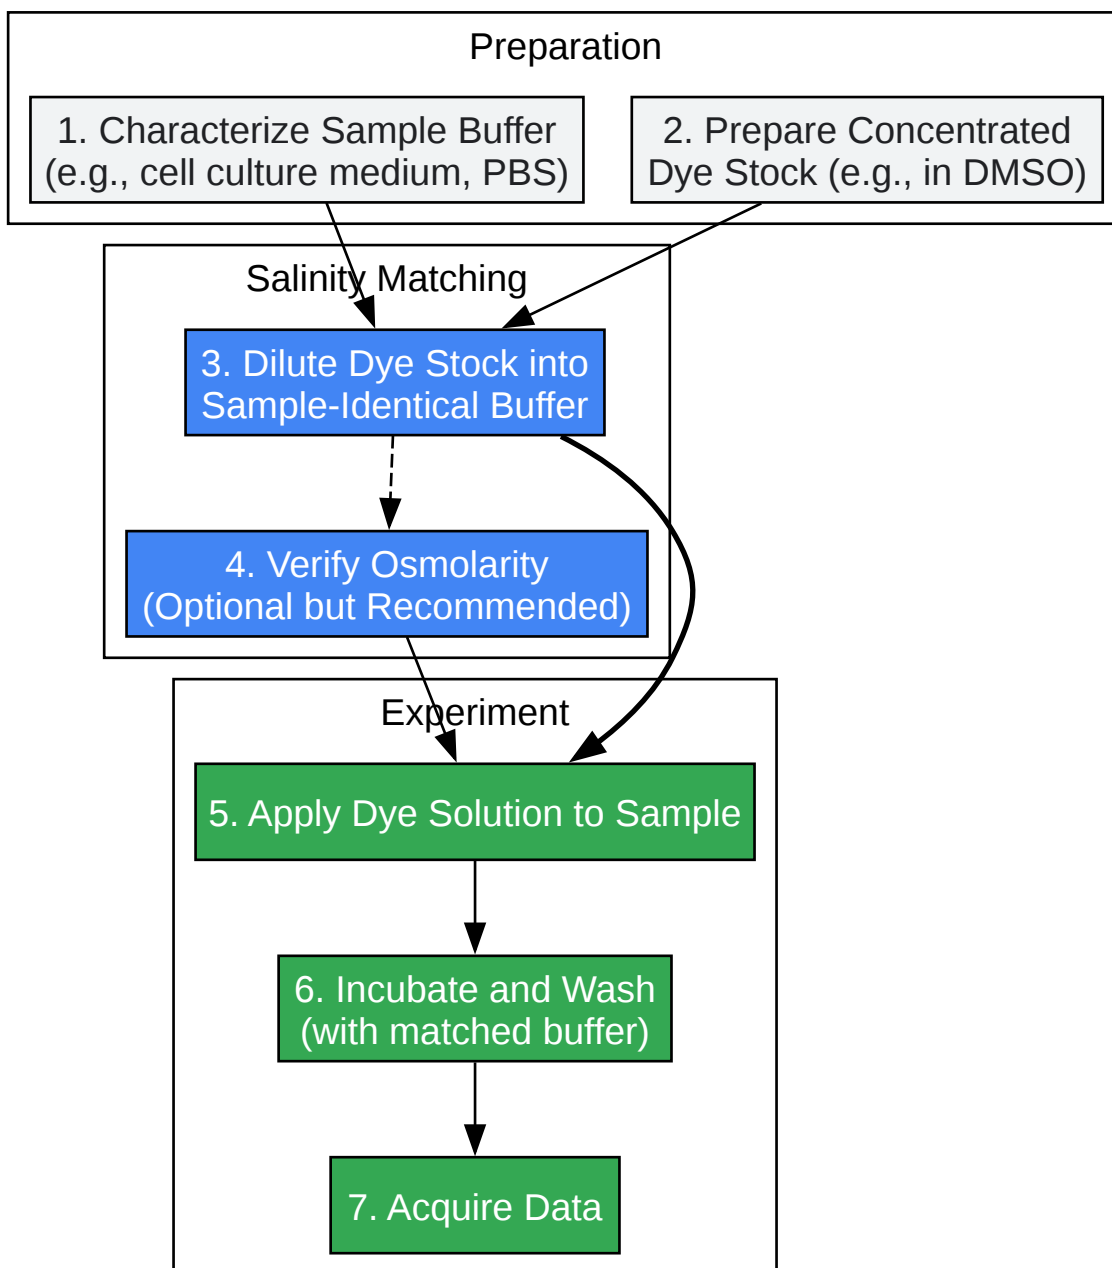 Preparation
1. Characterize Sample Buffer
(e.g., cell culture medium, PBS)
2. Prepare Concentrated
Dye Stock (e.g., in DMSO)
Salinity Matching
3. Dilute Dye Stock into
Sample-Identical Buffer
4. Verify Osmolarity
(Optional but Recommended)
Experiment
5. Apply Dye Solution to Sample
6. Incubate and Wash
(with matched buffer)
7. Acquire Data